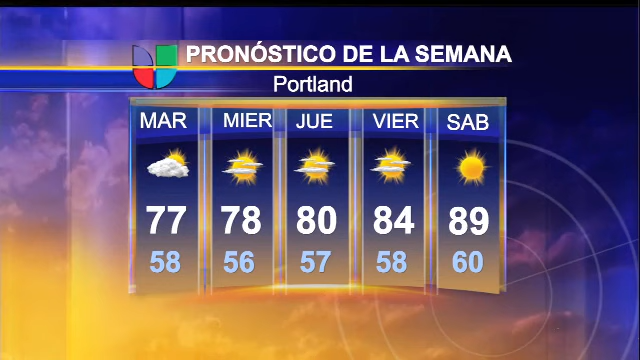 PRONÓSTICO DE LA SEMANA
Portland
MAR MIER JUE VIER SAB
77 78 80 84 89
58 56 57 58 60